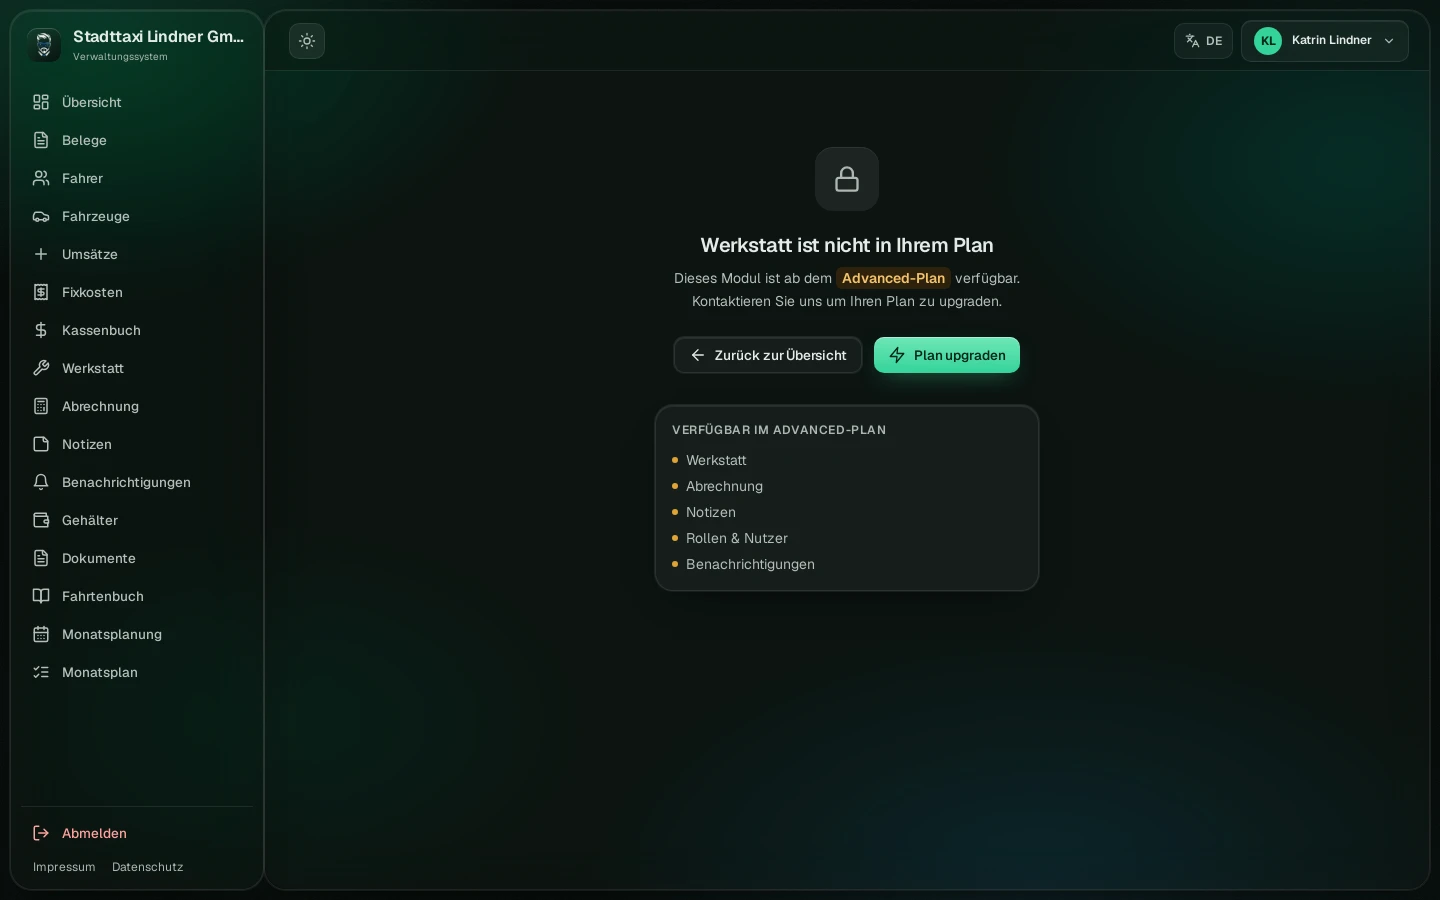 Stadttaxi Lindner Gm...
Verwaltungssystem
Übersicht
Belege
Fahrer
Fahrzeuge
Umsätze
Fixkosten
Kassenbuch
Werkstatt
Abrechnung
Notizen
Benachrichtigungen
Gehälter
Dokumente
Fahrtenbuch
Monatsplanung
Monatsplan
Abmelden
Impressum Datenschutz
DE
KL Katrin Lindner
Werkstatt ist nicht in Ihrem Plan
Dieses Modul ist ab dem Advanced-Plan verfügbar.
Kontaktieren Sie uns um Ihren Plan zu upgraden.
Zurück zur Übersicht
Plan upgraden
VERFÜGBAR IM ADVANCED-PLAN
Werkstatt
Abrechnung
Notizen
Rollen & Nutzer
Benachrichtigungen